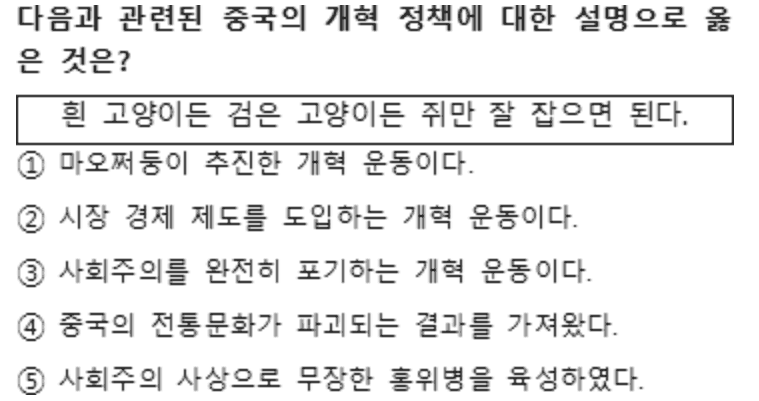 다음과 관련된 중국의 개혁 정책에 대한 설명으로 옳
은 것은?
흰 고양이든 검은 고양이든 쥐만 잘 잡으면 된다.
① 마오쩌둥이 추진한 개혁 운동이다.
② 시장 경제 제도를 도입하는 개혁 운동이다.
③ 사회주의를 완전히 포기하는 개혁 운동이다.
④ 중국의 전통문화가 파괴되는 결과를 가져왔다.
⑤ 사회주의 사상으로 무장한 홍위병을 육성하였다.